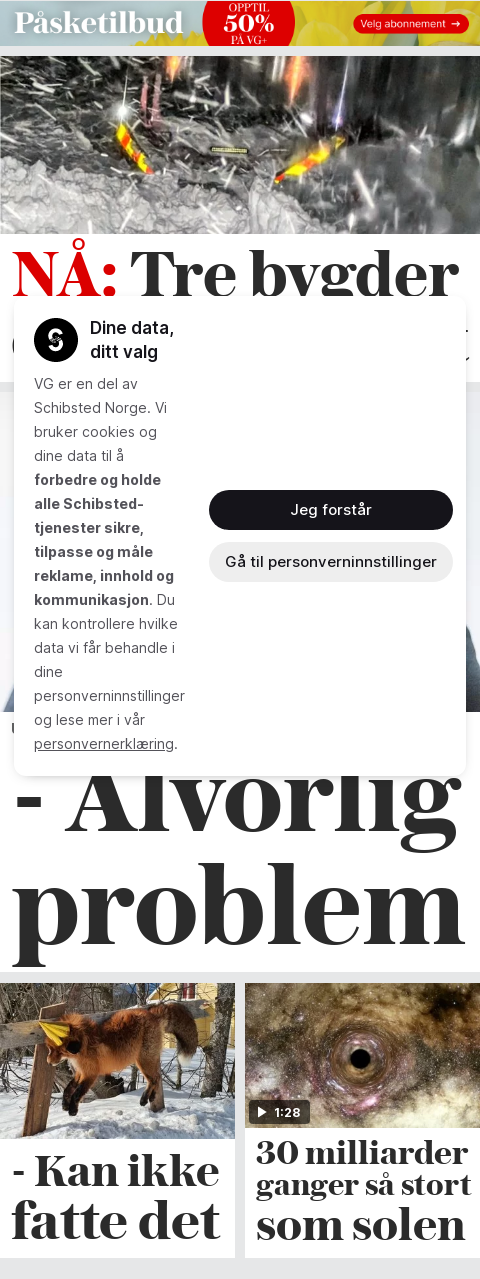 Påsketilbud
OPPTIL
50%
PÅ VG+
Velg abonnement →
NÅ: Tre bygder
Dine data,
ditt valg
VG er en del av
Schibsted Norge. Vi
bruker cookies og
dine data til å
forbedre og holde
alle Schibsted-
tjenester sikre,
tilpasse og måle
reklame, innhold og
kommunikasjon. Du
kan kontrollere hvilke
data vi får behandle i
dine
personverninnstillinger
og lese mer i vår
personvernerklæring.
Jeg forstår
Gå til personverninnstillinger
- Alvorlig
problem
1:28
- Kan ikke
fatte det
30 milliarder
ganger så stort
som solen